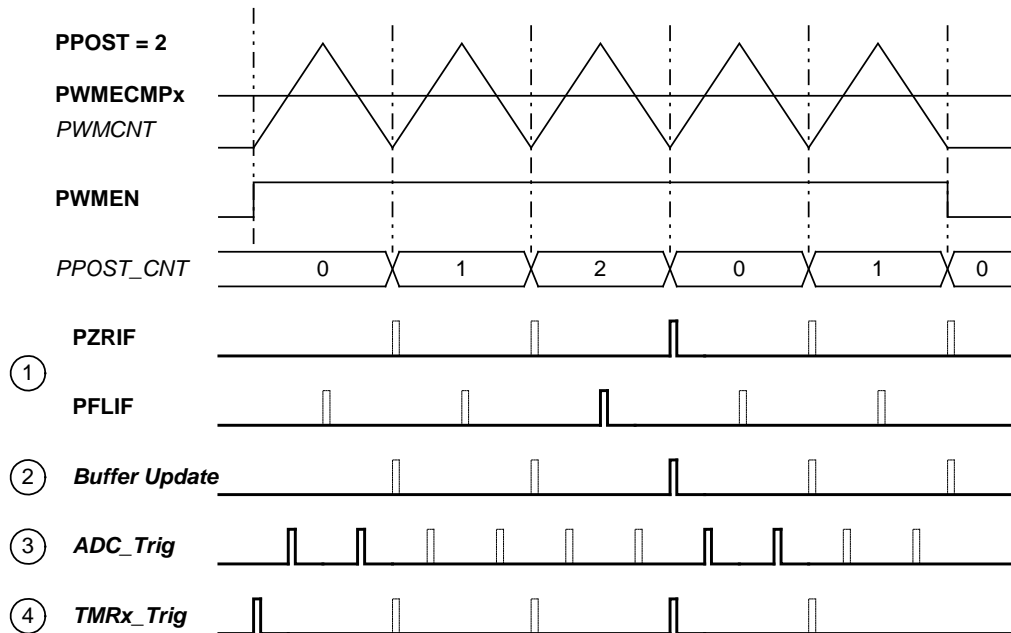 PPOST = 2
PWMECMPx
PWMCNT
PWMEN
PPOST_CNT 0 1 2 0 1 0
PZRIF
1
PFLIF
2 Buffer Update
3 ADC_Trig
4 TMRx_Trig